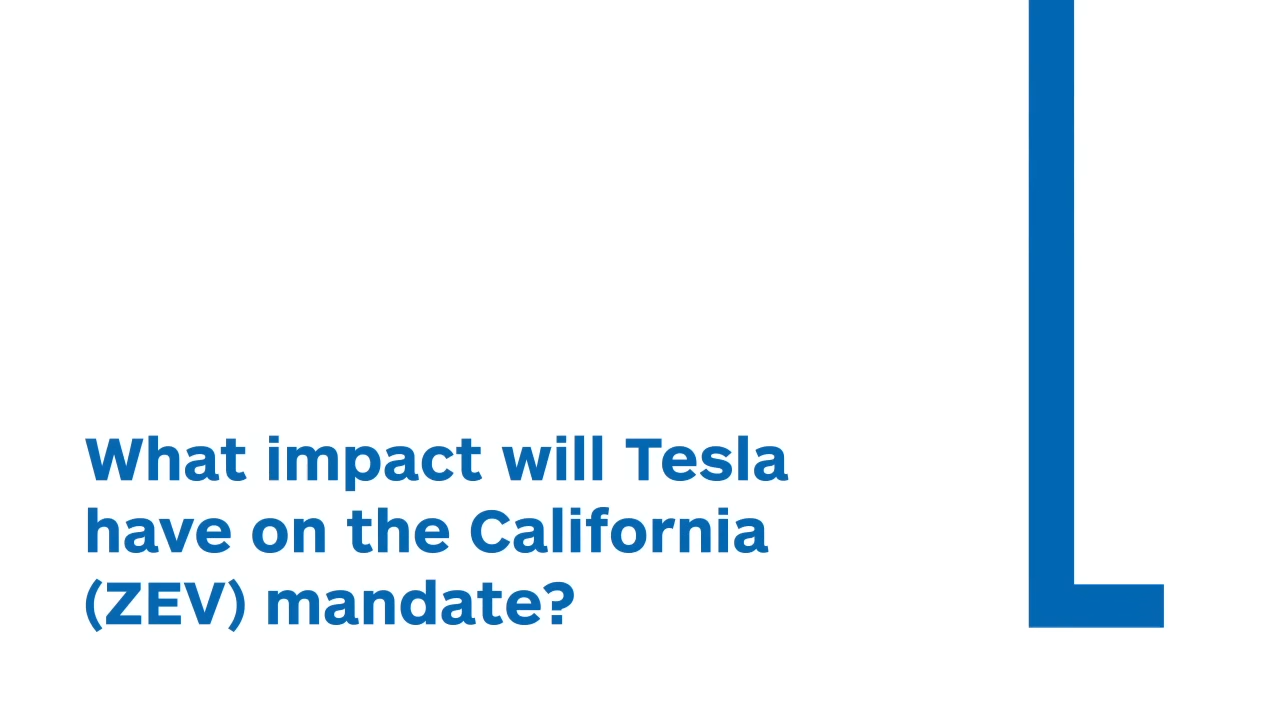 What impact will Tesla
have on the California
(ZEV) mandate?